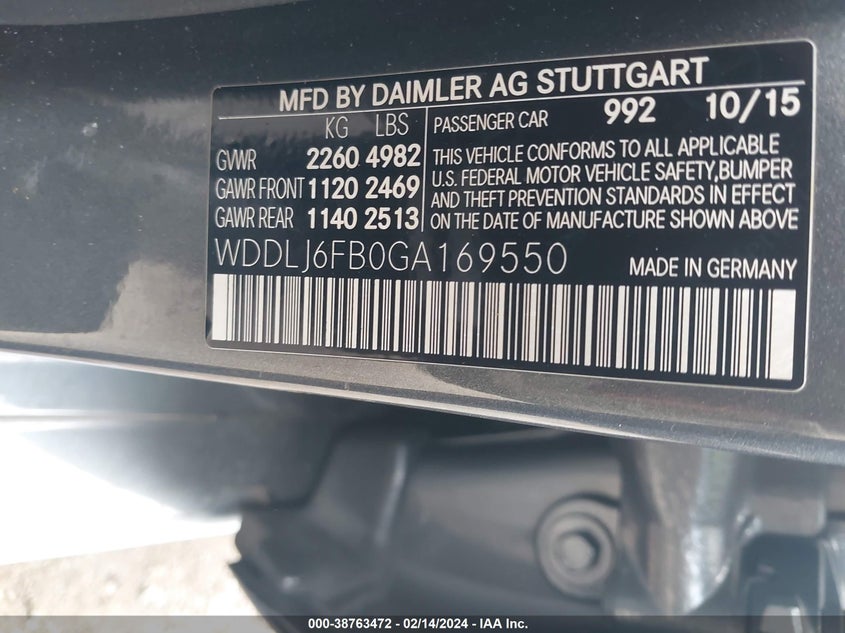 MFD BY DAIMLER AG STUTTGART
KG LBS
GVWR 2260 4982
GAWR FRONT 1120 2469
GAWR REAR 1140 2513
PASSENGER CAR 992 10/15
THIS VEHICLE CONFORMS TO ALL APPLICABLE
U.S. FEDERAL MOTOR VEHICLE SAFETY,BUMPER
AND THEFT PREVENTION STANDARDS IN EFFECT
ON THE DATE OF MANUFACTURE SHOWN ABOVE
WDDLJ6FB0GA169550 MADE IN GERMANY
000-38763472 - 02/14/2024 - IAA Inc.